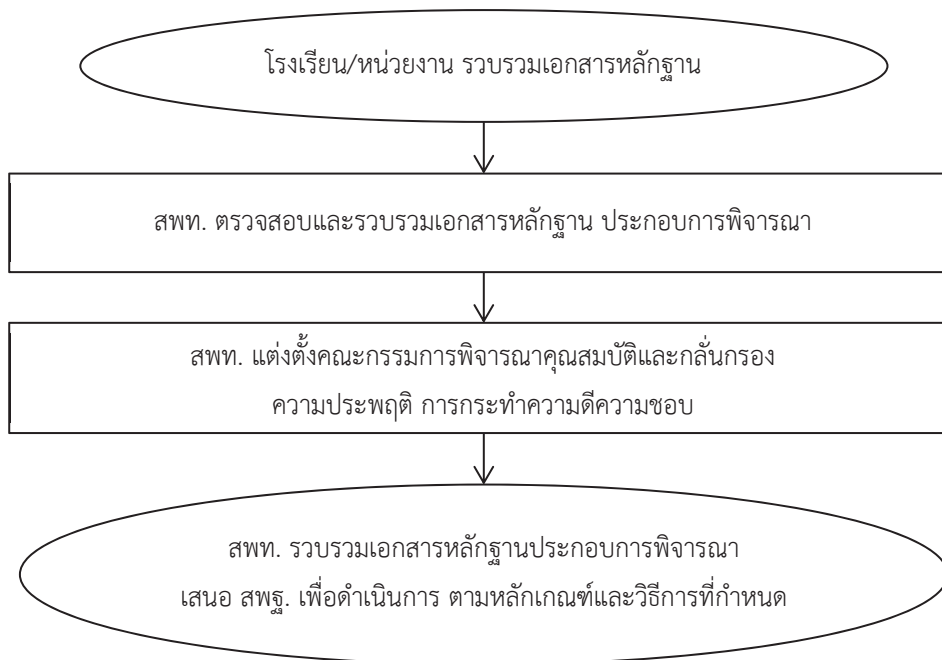 โรงเรียน/หน่วยงาน รวบรวมเอกสารหลักฐาน
สพท. ตรวจสอบและรวบรวมเอกสารหลักฐาน ประกอบการพิจารณา
สพท. แต่งตั้งคณะกรรมการพิจารณาคุณสมบัติและกลั่นกรอง
ความประพฤติ การกระทำความดีความชอบ
สพท. รวบรวมเอกสารหลักฐานประกอบการพิจารณา
เสนอ สพฐ. เพื่อดำเนินการ ตามหลักเกณฑ์และวิธีการที่กำหนด